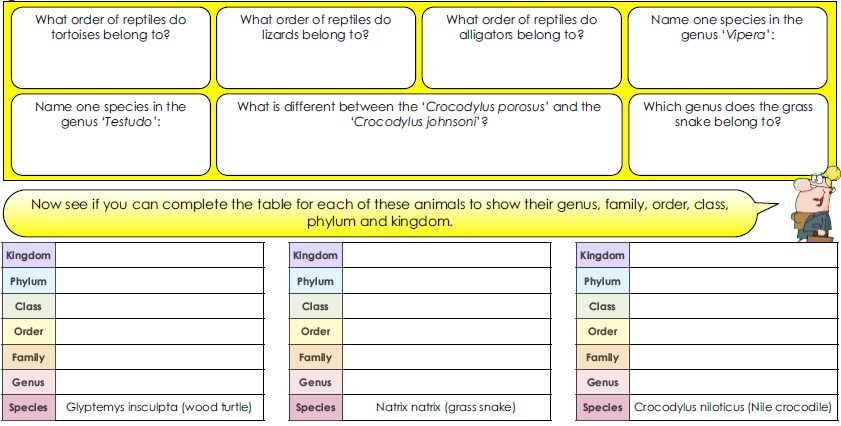 What order of reptiles do
tortoises belong to?
What order of reptiles do
lizards belong to?
What order of reptiles do
alligators belong to?
Name one species in the
genus ‘Vipera’:
Name one species in the
genus ‘Testudo’:
What is different between the ‘Crocodylus porosus’ and the
‘Crocodylus johnsoni’?
Which genus does the grass
snake belong to?
Now see if you can complete the table for each of these animals to show their genus, family, order, class,
phylum and kingdom.
Kingdom
Phylum
Class
Order
Family
Genus
Species Glyptemys insculpta (wood turtle)
Kingdom
Phylum
Class
Order
Family
Genus
Species Natrix natrix (grass snake)
Kingdom
Phylum
Class
Order
Family
Genus
Species Crocodylus niloticus (Nile crocodile)